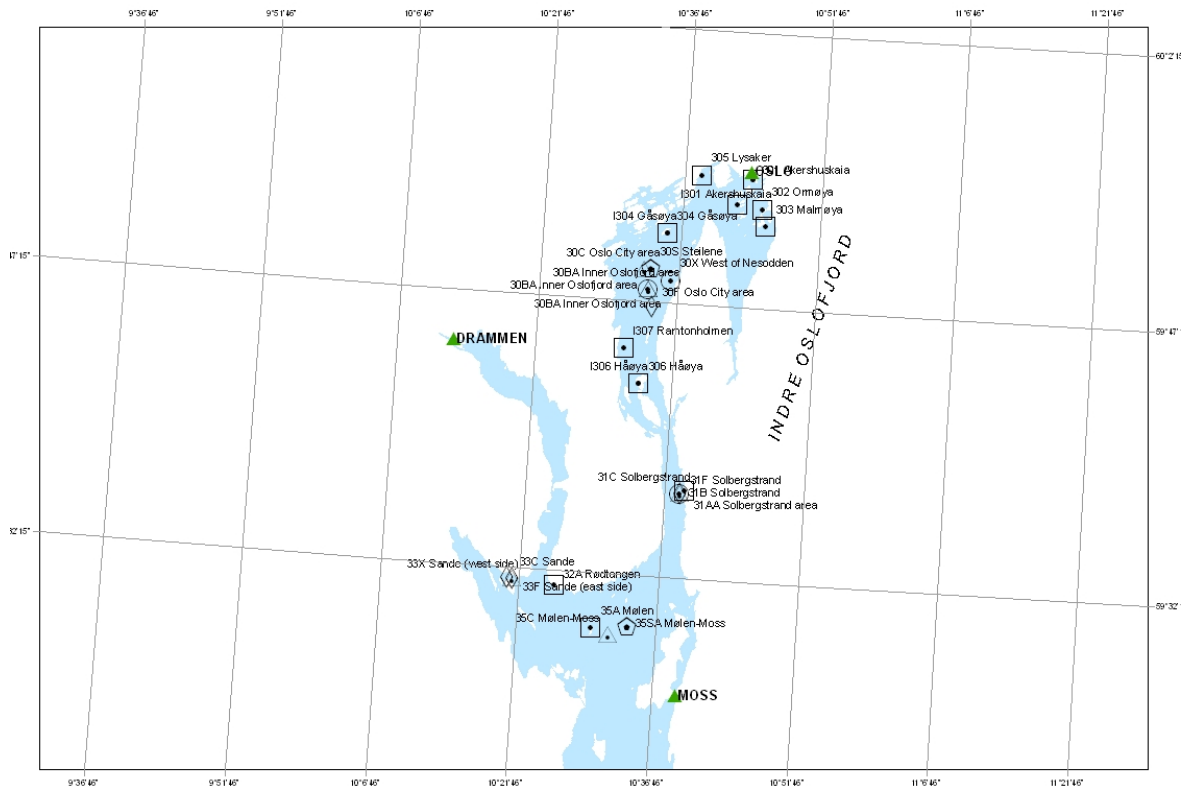 9°36'46" 9°51'46" 10°6'46" 10°21'46" 10°36'46" 10°51'46" 11°6'46" 11°21'46"
60°2'15"
305 Lysaker
OSLO
Akershuskaia
I301 Akershuskaia
302 Ormøya
303 Malmøya
I304 Gåsøya
304 Gåsøya
30C Oslo City area
30S Steilene
30X West of Nesodden
30BA Inner Oslofjord area
30BA Inner Oslofjord area
30F Oslo City area
30BA Inner Oslofjord area
47'15"
INDRE OSLOFJORD
I307 Ramtonholmen
DRAMMEN
59°47'
I306 Håøya
306 Håøya
31C Solbergstrand
31F Solbergstrand
31B Solbergstrand
31AA Solbergstrand area
33X Sande (west side)
33C Sande
32A Rødtangen
33F Sande (east side)
59°32'
35A Mølen
35C Mølen-Moss
35SA Mølen-Moss
MOSS
9°36'46" 9°51'46" 10°6'46" 10°21'46" 10°36'46" 10°51'46" 11°6'46" 11°21'46"